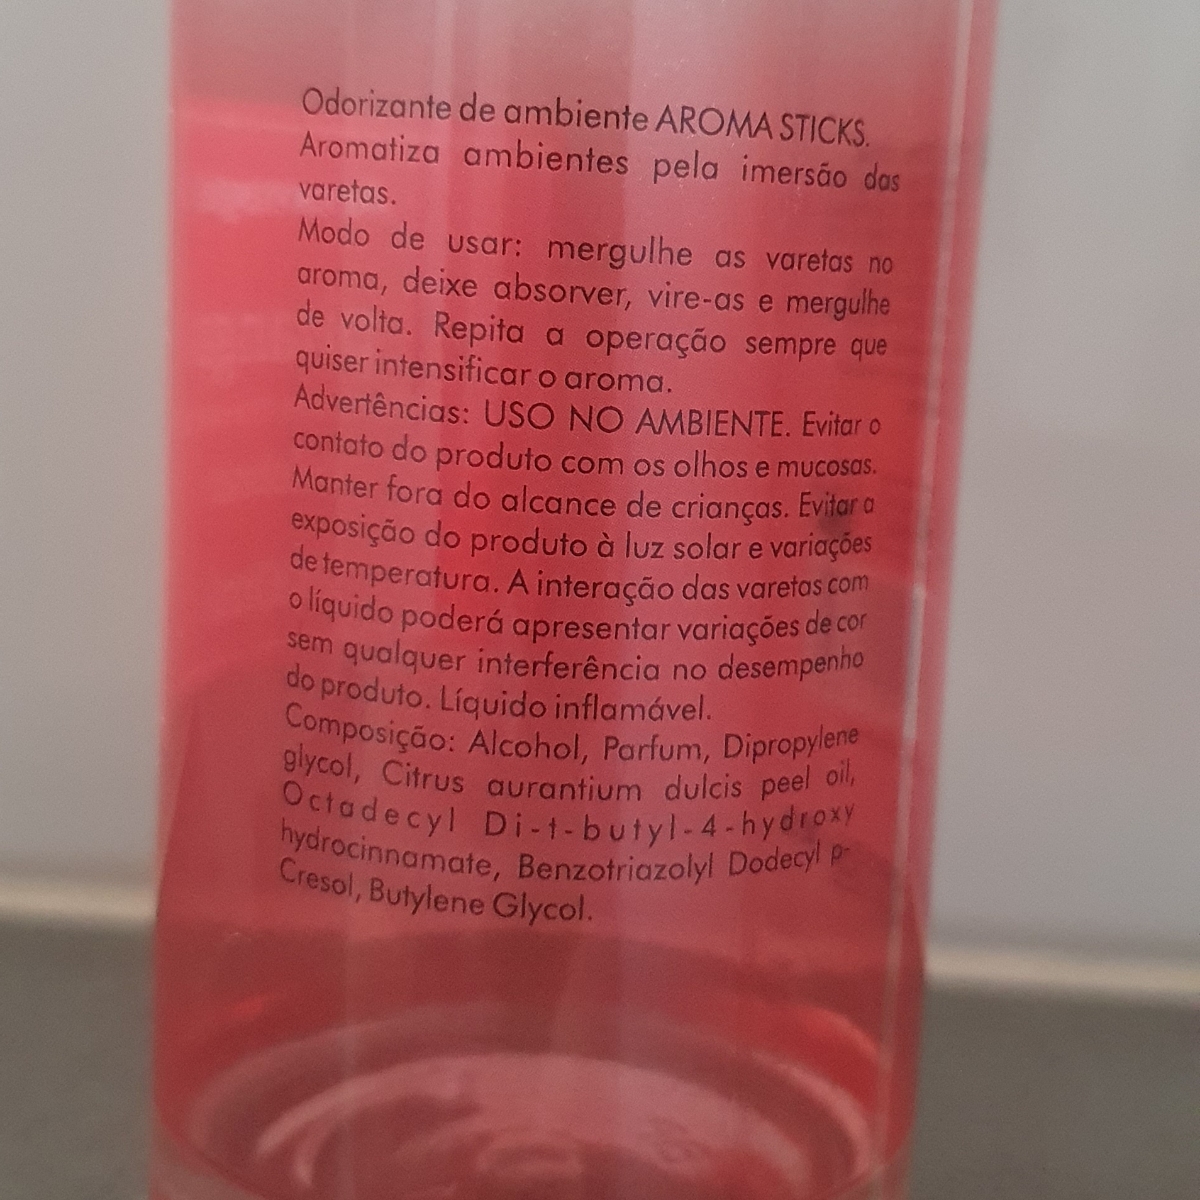 Odorizante de ambiente AROMA STICKS.
Aromatiza ambientes pela imersão das
varetas.
Modo de usar: mergulhe as varetas no
aroma, deixe absorver, vire-as e mergulhe
de volta. Repita a operação sempre que
quiser intensificar o aroma.
Advertências: USO NO AMBIENTE. Evitar o
contato do produto com os olhos e mucosas.
Manter fora do alcance de crianças. Evitar a
exposição do produto à luz solar e variações
de temperatura. A interação das varetas com
o líquido poderá apresentar variações de cor
sem qualquer interferência no desempenho
do produto. Líquido inflamável.
Composição: Alcohol, Parfum, Dipropylene
glycol, Citrus aurantium dulcis peel oil,
Octadecyl Di-t-butyl-4-hydroxy
hydrocinnamate, Benzotriazolyl Dodecyl p-
Cresol, Butylene Glycol.